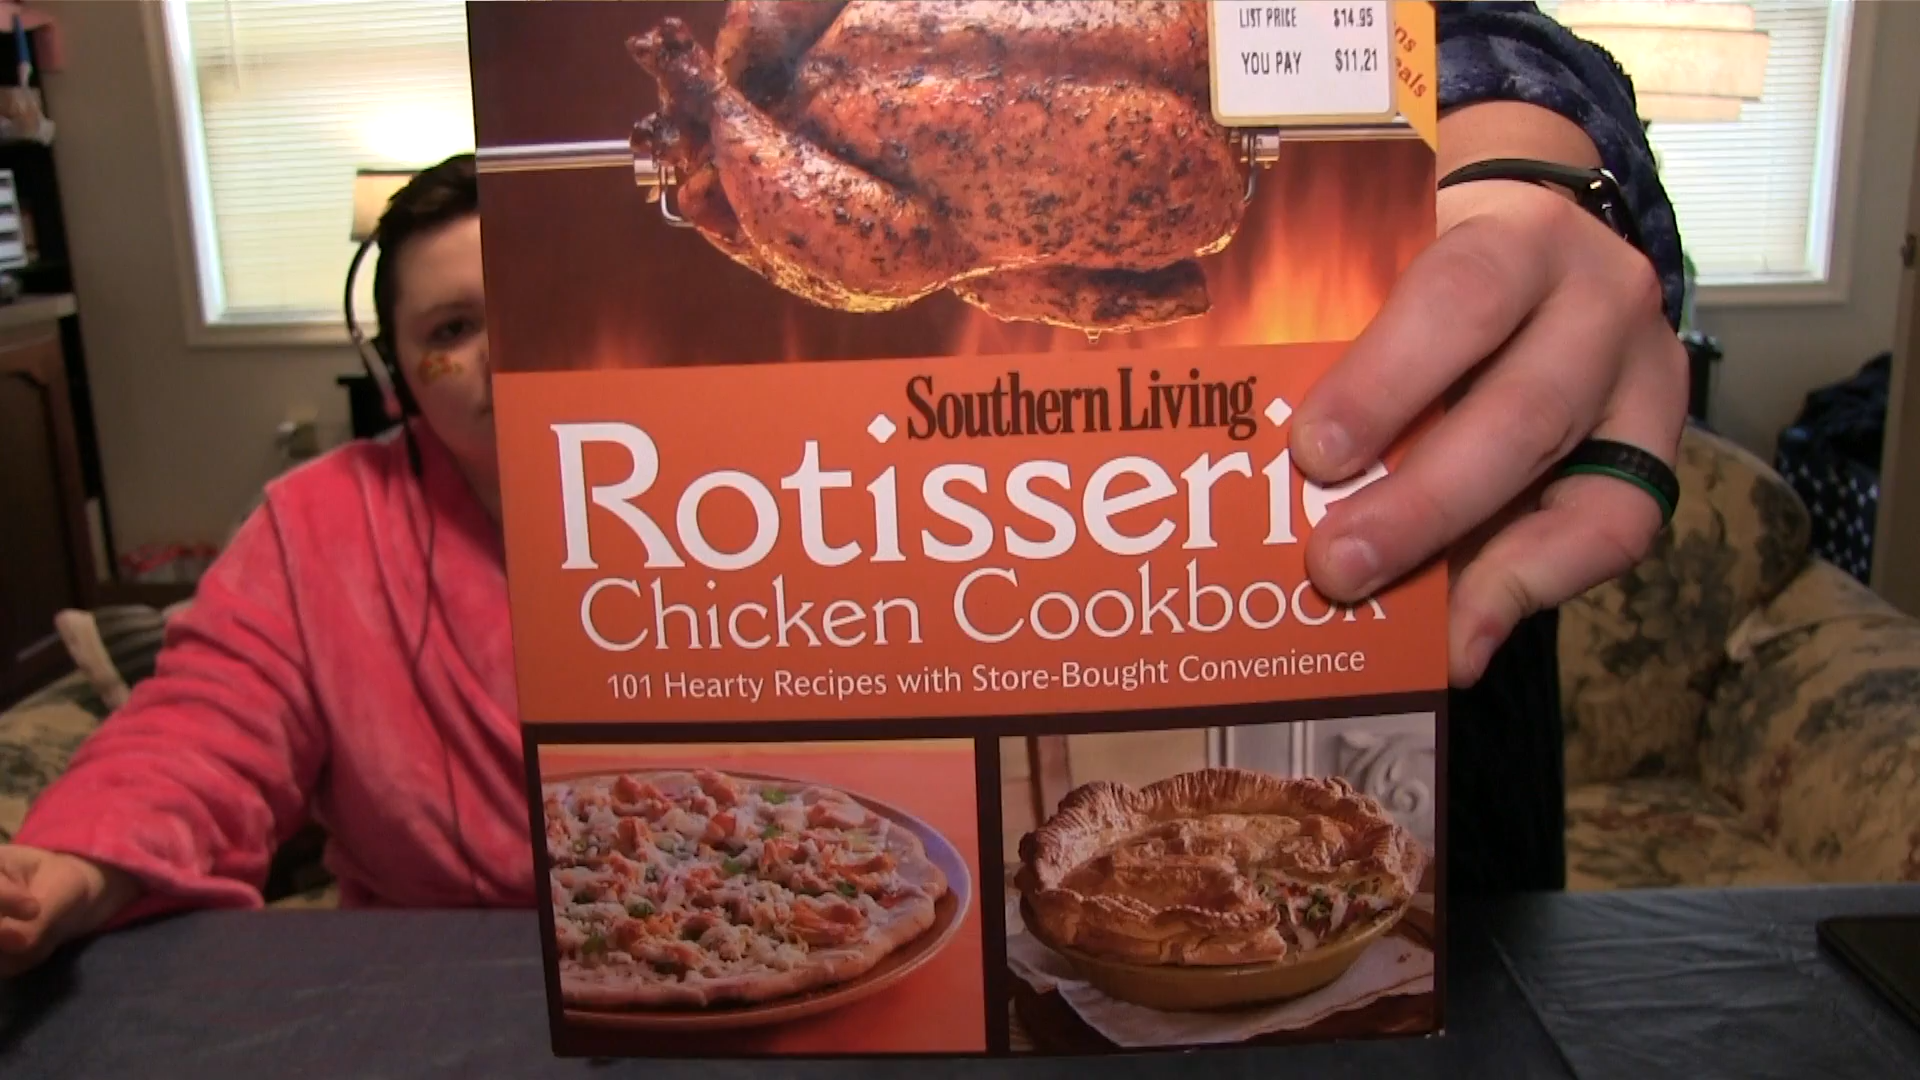 LIST PRICE $14.95
YOU PAY $11.21
Southern Living
Rotisserie
Chicken Cookbook
101 Hearty Recipes with Store-Bought Convenience